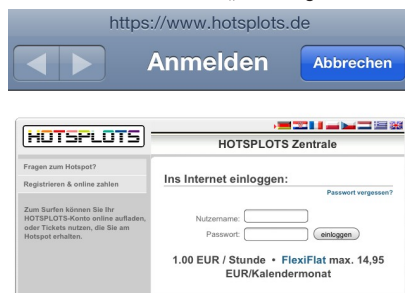 https://www.hotsplots.de
Anmelden
Abbrechen
HOTSPLOTS
HOTSPLOTS Zentrale
Fragen zum Hotspot?
Registrieren & online zahlen
Zum Surfen können Sie Ihr
HOTSPLOTS-Konto online aufladen,
oder Tickets nutzen, die Sie am
Hotspot erhalten.
Ins Internet einloggen:
Passwort vergessen?
Nutzername:
Passwort:
einloggen
1.00 EUR / Stunde • FlexiFlat max. 14,95
EUR/Kalendermonat